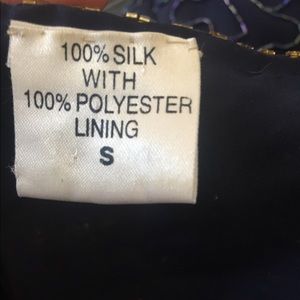 100% SILK
WITH
100% POLYESTER
LINING
S